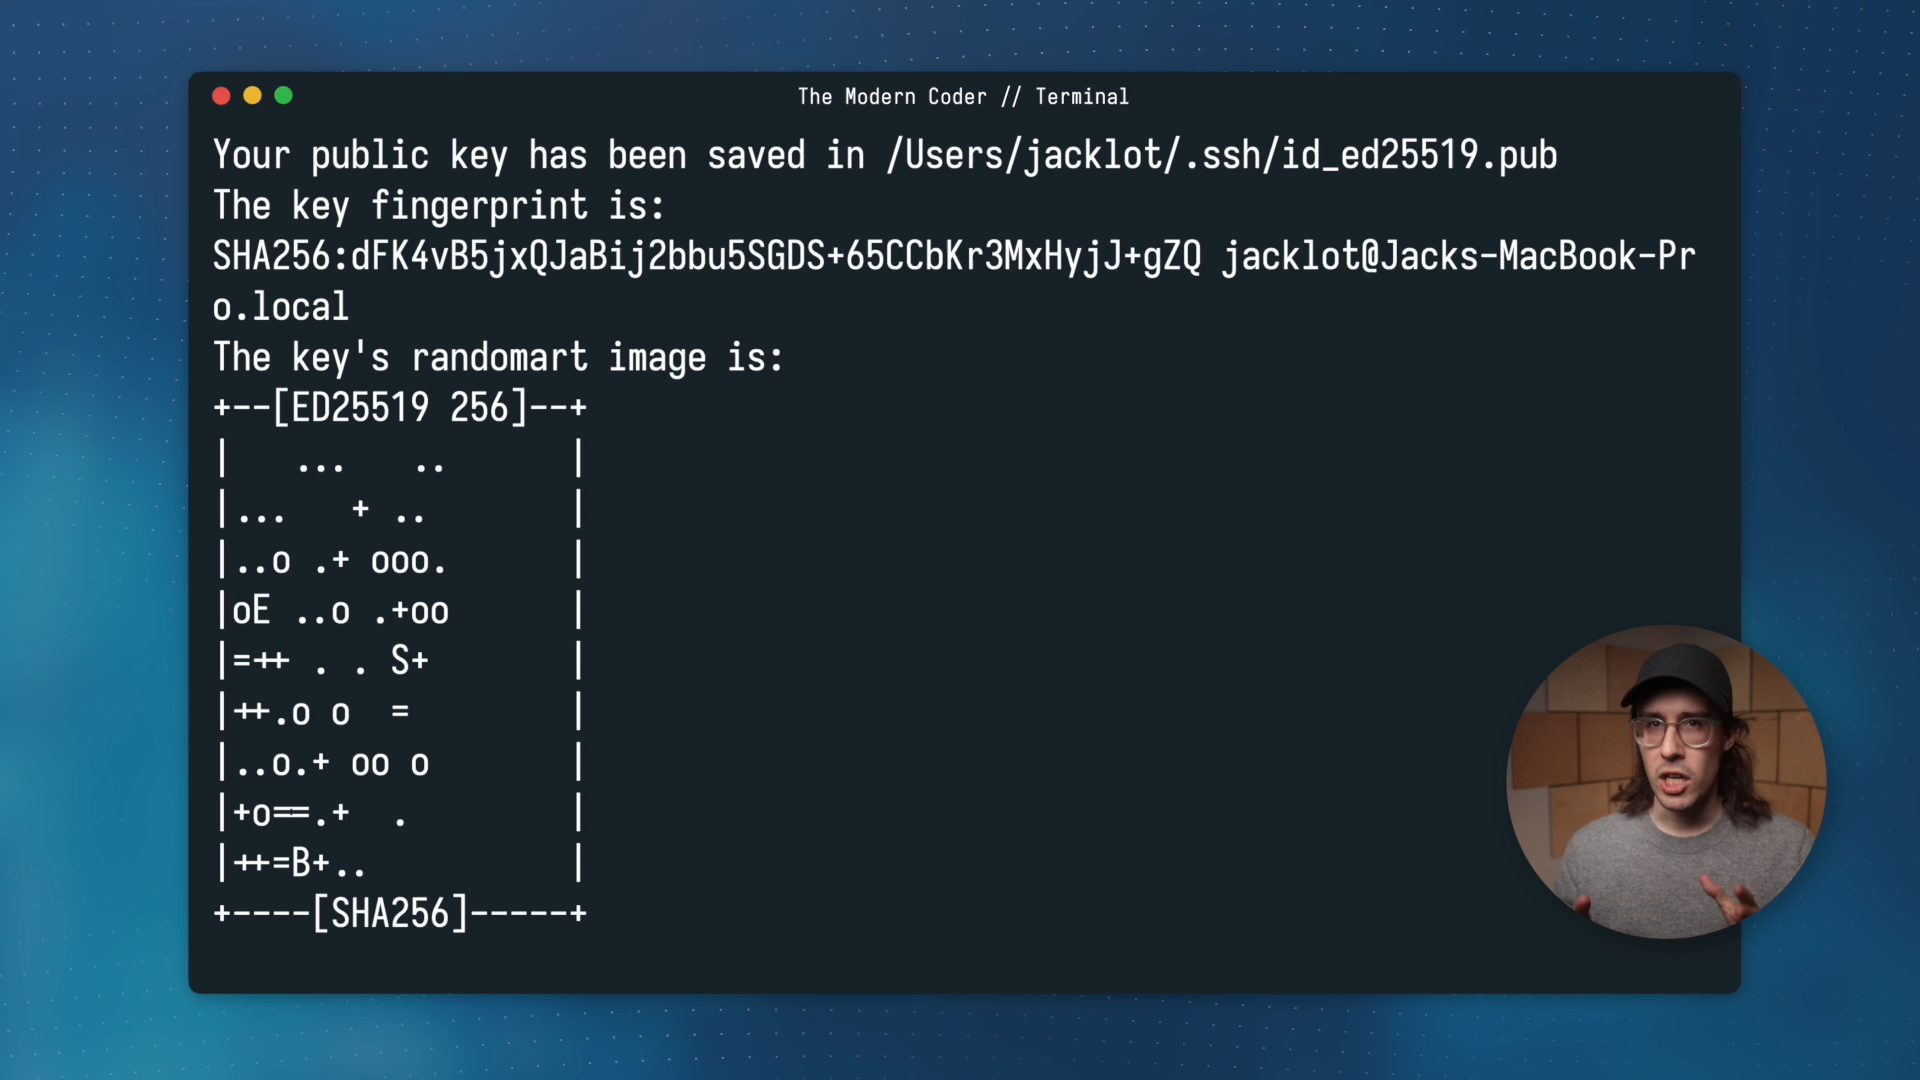 The Modern Coder // Terminal
Your public key has been saved in /Users/jacklot/.ssh/id_ed25519.pub
The key fingerprint is:
SHA256:dFK4vB5jxQJaBij2bbu5SGDS+65CCbKr3MxHyjJ+gZQ jacklot@Jacks-MacBook-Pr
o.local
The key's randomart image is:
+--[ED25519 256]--+
|   ...   ..      |
|...   + ..       |
|..o .+ ooo.      |
|oE ..o .+oo      |
|=++ . . S+       |
|++.o o  =        |
|..o.+ oo o       |
|+o==.+  .        |
|++=B+..          |
+----[SHA256]-----+